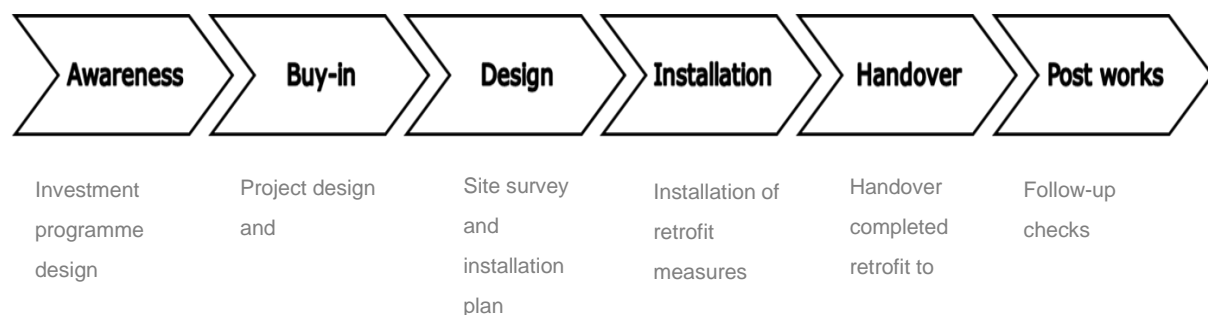 Awareness Buy-in Design Installation Handover Post works
Investment
programme
design
Project design
and
Site survey
and
installation
plan
Installation of
retrofit
measures
Handover
completed
retrofit to
Follow-up
checks